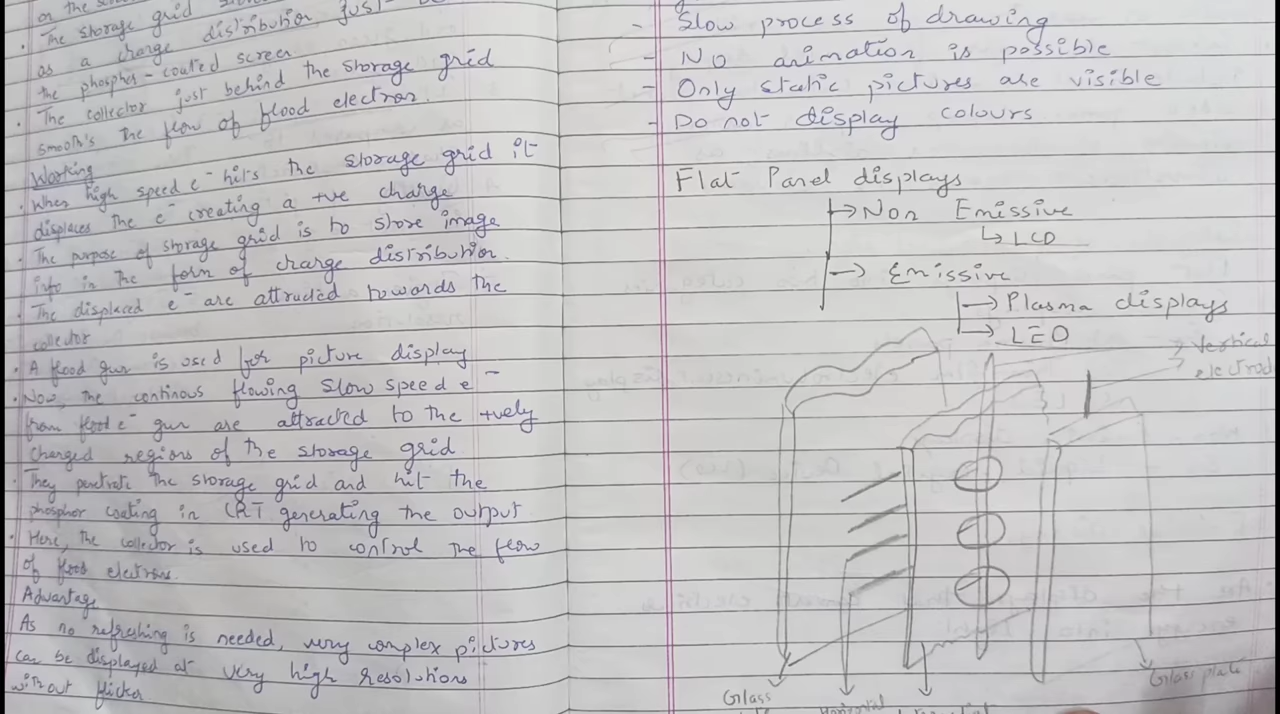 on the
The storage grid
as a charge distribution just
the phosphor-coated screen
The collector just behind the storage grid
smooth's the flow of flood electron.
Working
When high speed e- hits the storage grid it
displaces the e- creating a +ve charge
The purpose of storage grid is to store image
info in the form of charge distribution.
The displaced e- are attracted towards the
collector
A flood gun is used for picture display
Now, the continous flowing slow speed e-
from flood e- gun are attracted to the +vely
charged regions of the storage grid
They penetrate the storage grid and hit the
phosphor coating in CRT generating the output
Here, the collector is used to control the flow
of flood electrons.
Advantage
As no refreshing is needed, very complex pictures
can be displayed at very high resolutions
without flicker
- Slow process of drawing
- No animation is possible
- Only static pictures are visible
- Do not display colours
Flat Panel displays
→ Non Emissive
↳ LCD
→ Emissive
→ Plasma displays
→ LED
Vertical
electrod
Glass
Glass plate